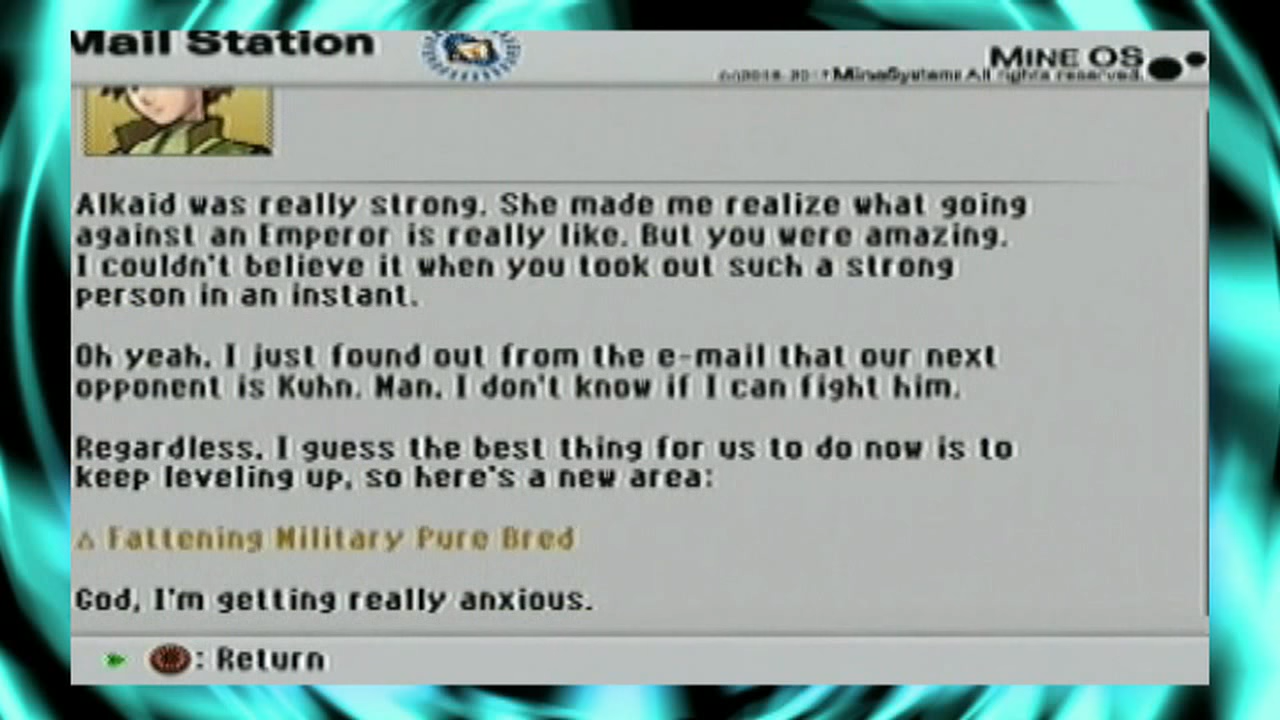 Mail Station
MINE OS
MineSystems All rights reserved.
Alkaid was really strong. She made me realize what going
against an Emperor is really like. But you were amazing.
I couldn't believe it when you took out such a strong
person in an instant.
Oh yeah. I just found out from the e-mail that our next
opponent is Kuhn. Man. I don't know if I can fight him.
Regardless. I guess the best thing for us to do now is to
keep leveling up, so here's a new area:
△ Fattening Military Pure Bred
God, I'm getting really anxious.
: Return